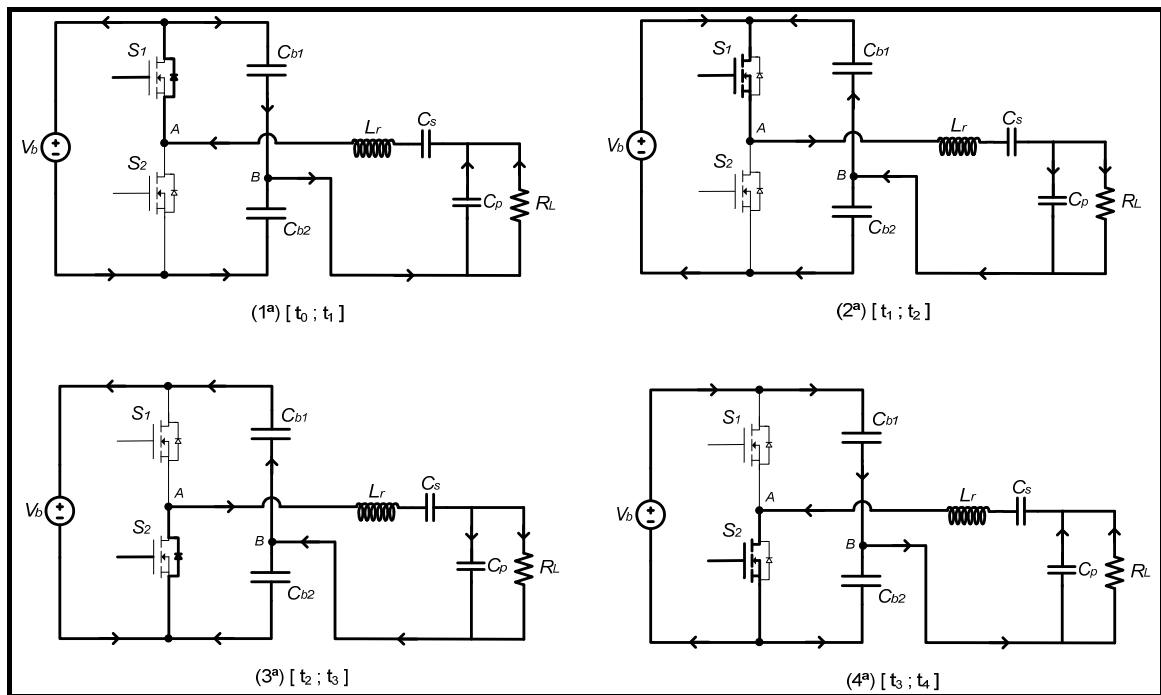 S1
Cb1
A
Vb
Lr
Cs
S2
B
Cb2
Cp
RL
(1ª) [ t0 ; t1 ]
S1
Cb1
A
Vb
Lr
Cs
S2
B
Cb2
Cp
RL
(2ª) [ t1 ; t2 ]
S1
Cb1
A
Vb
Lr
Cs
S2
B
Cb2
Cp
RL
(3ª) [ t2 ; t3 ]
S1
Cb1
A
Vb
Lr
Cs
S2
B
Cb2
Cp
RL
(4ª) [ t3 ; t4 ]